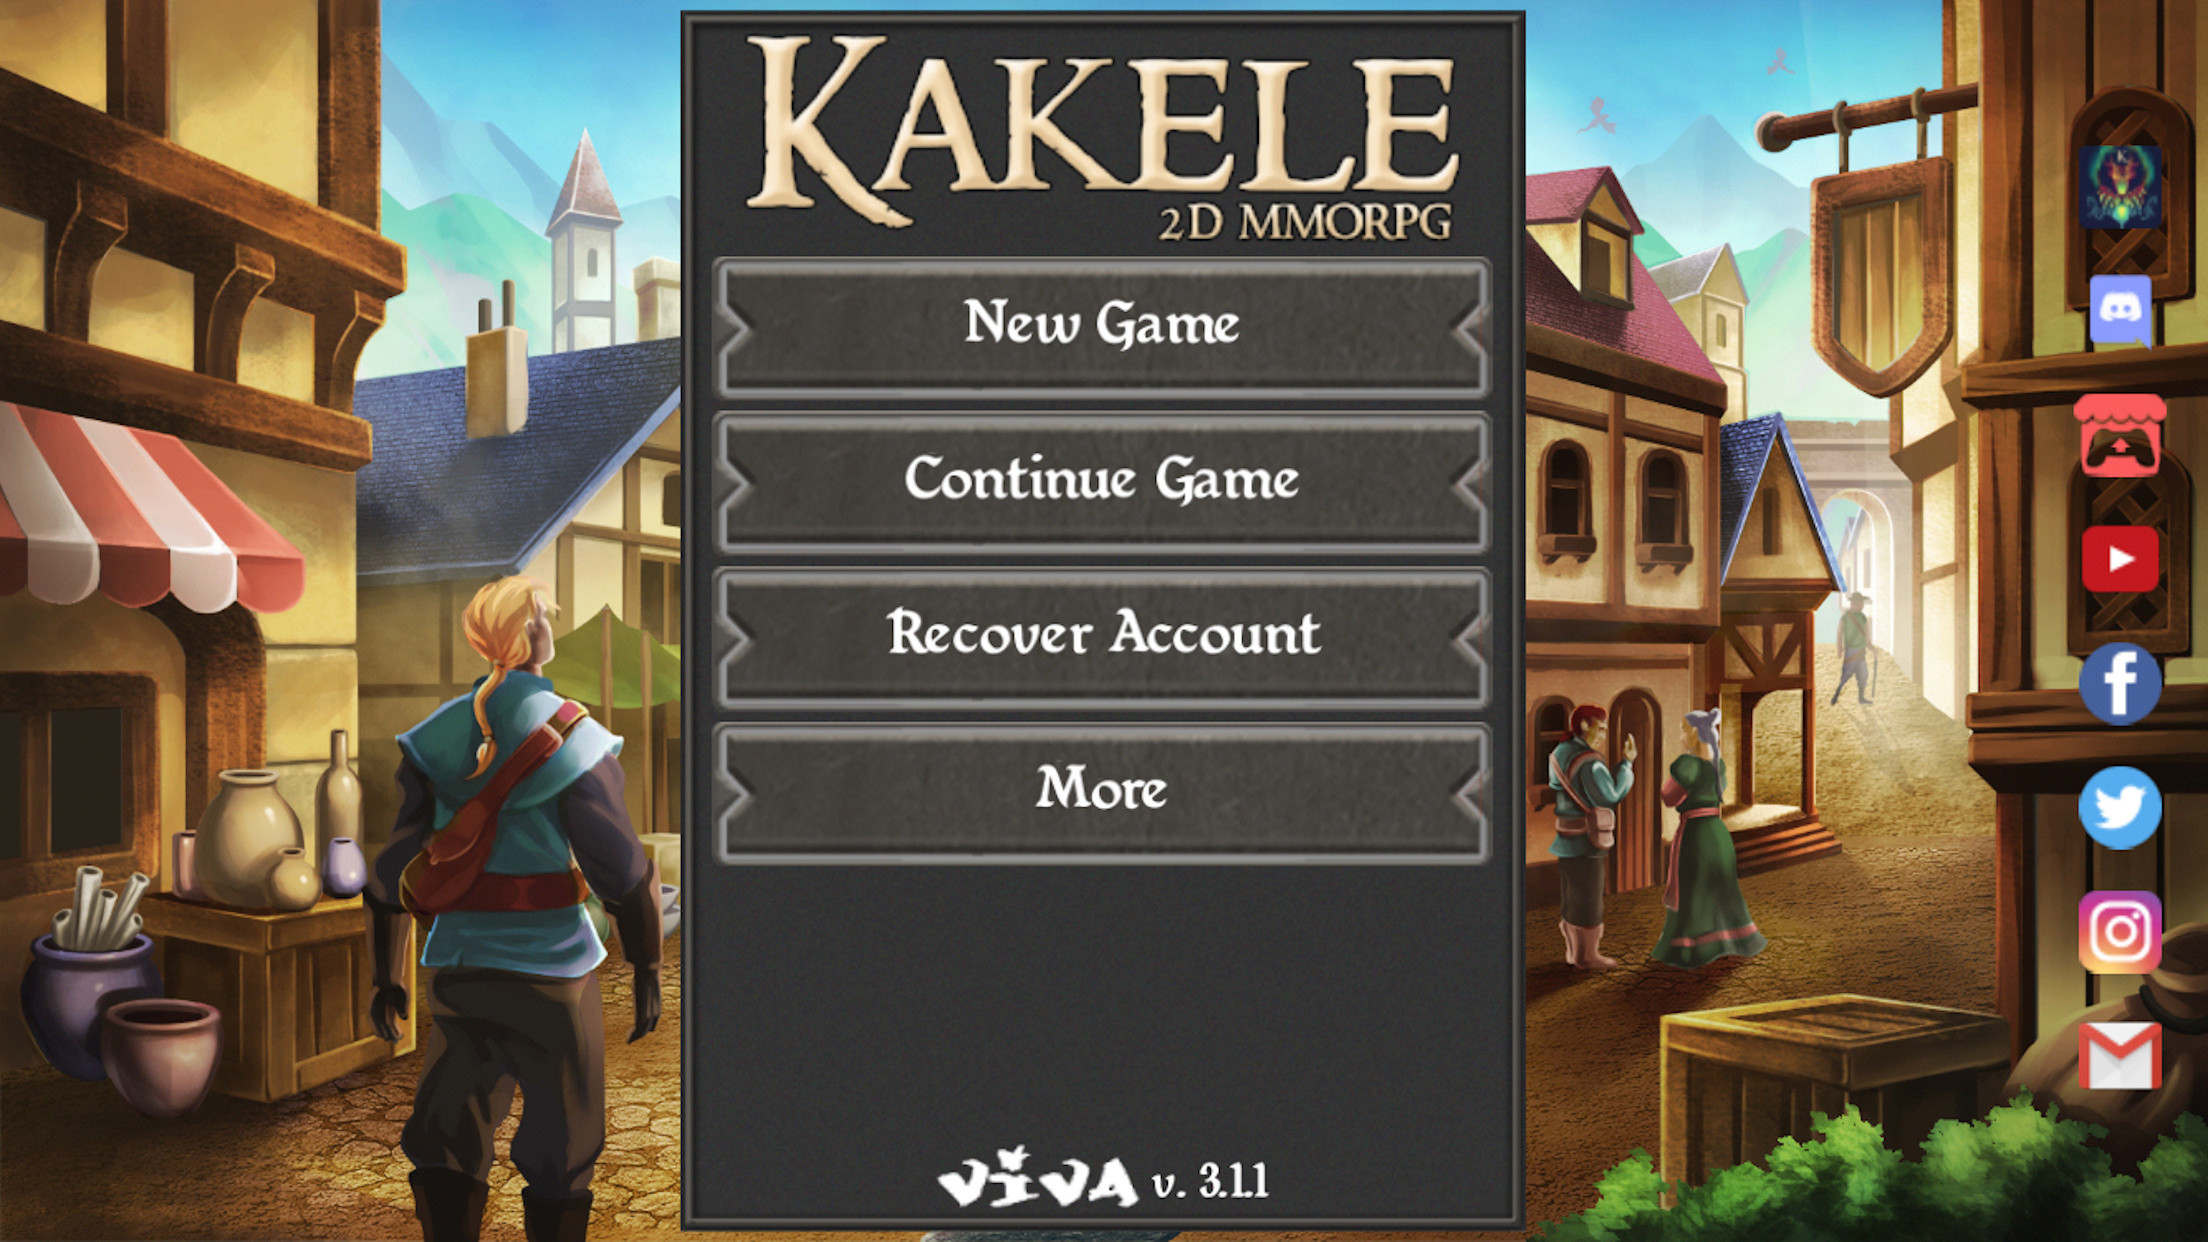 KAKELE
2D MMORPG
New Game
Continue Game
Recover Account
More
VIVA v. 3.1.1